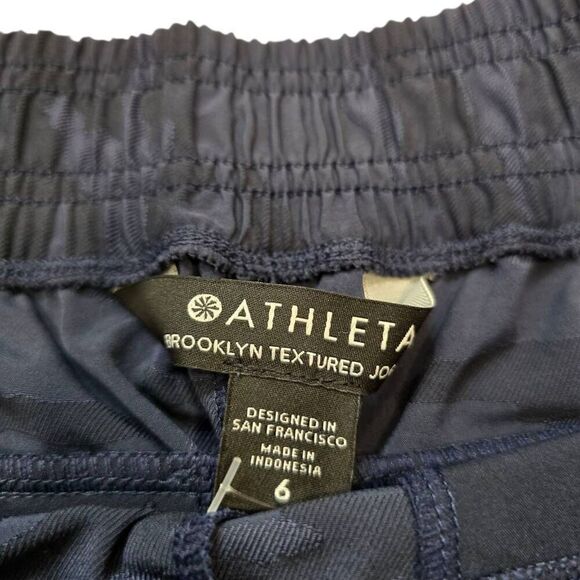 ATHLETA
BROOKLYN TEXTURED JO
DESIGNED IN
SAN FRANCISCO
MADE IN
INDONESIA
6